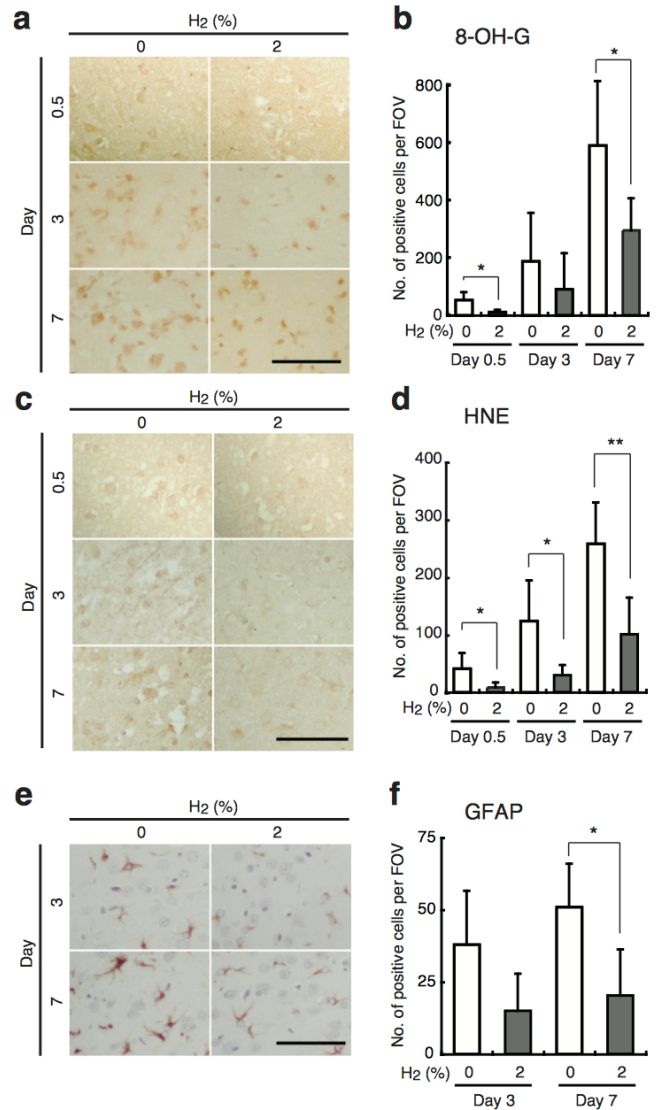 a
H2 (%)
0 2
Day
0.5
3
7
b
8-OH-G
No. of positive cells per FOV
800
600
400
200
0
*
*
H2 (%) 0 2 0 2 0 2
Day 0.5 Day 3 Day 7
c
H2 (%)
0 2
Day
0.5
3
7
d
HNE
No. of positive cells per FOV
400
300
200
100
0
*
*
**
H2 (%) 0 2 0 2 0 2
Day 0.5 Day 3 Day 7
e
H2 (%)
0 2
Day
3
7
f
GFAP
No. of positive cells per FOV
75
50
25
0
*
H2 (%) 0 2 0 2
Day 3 Day 7